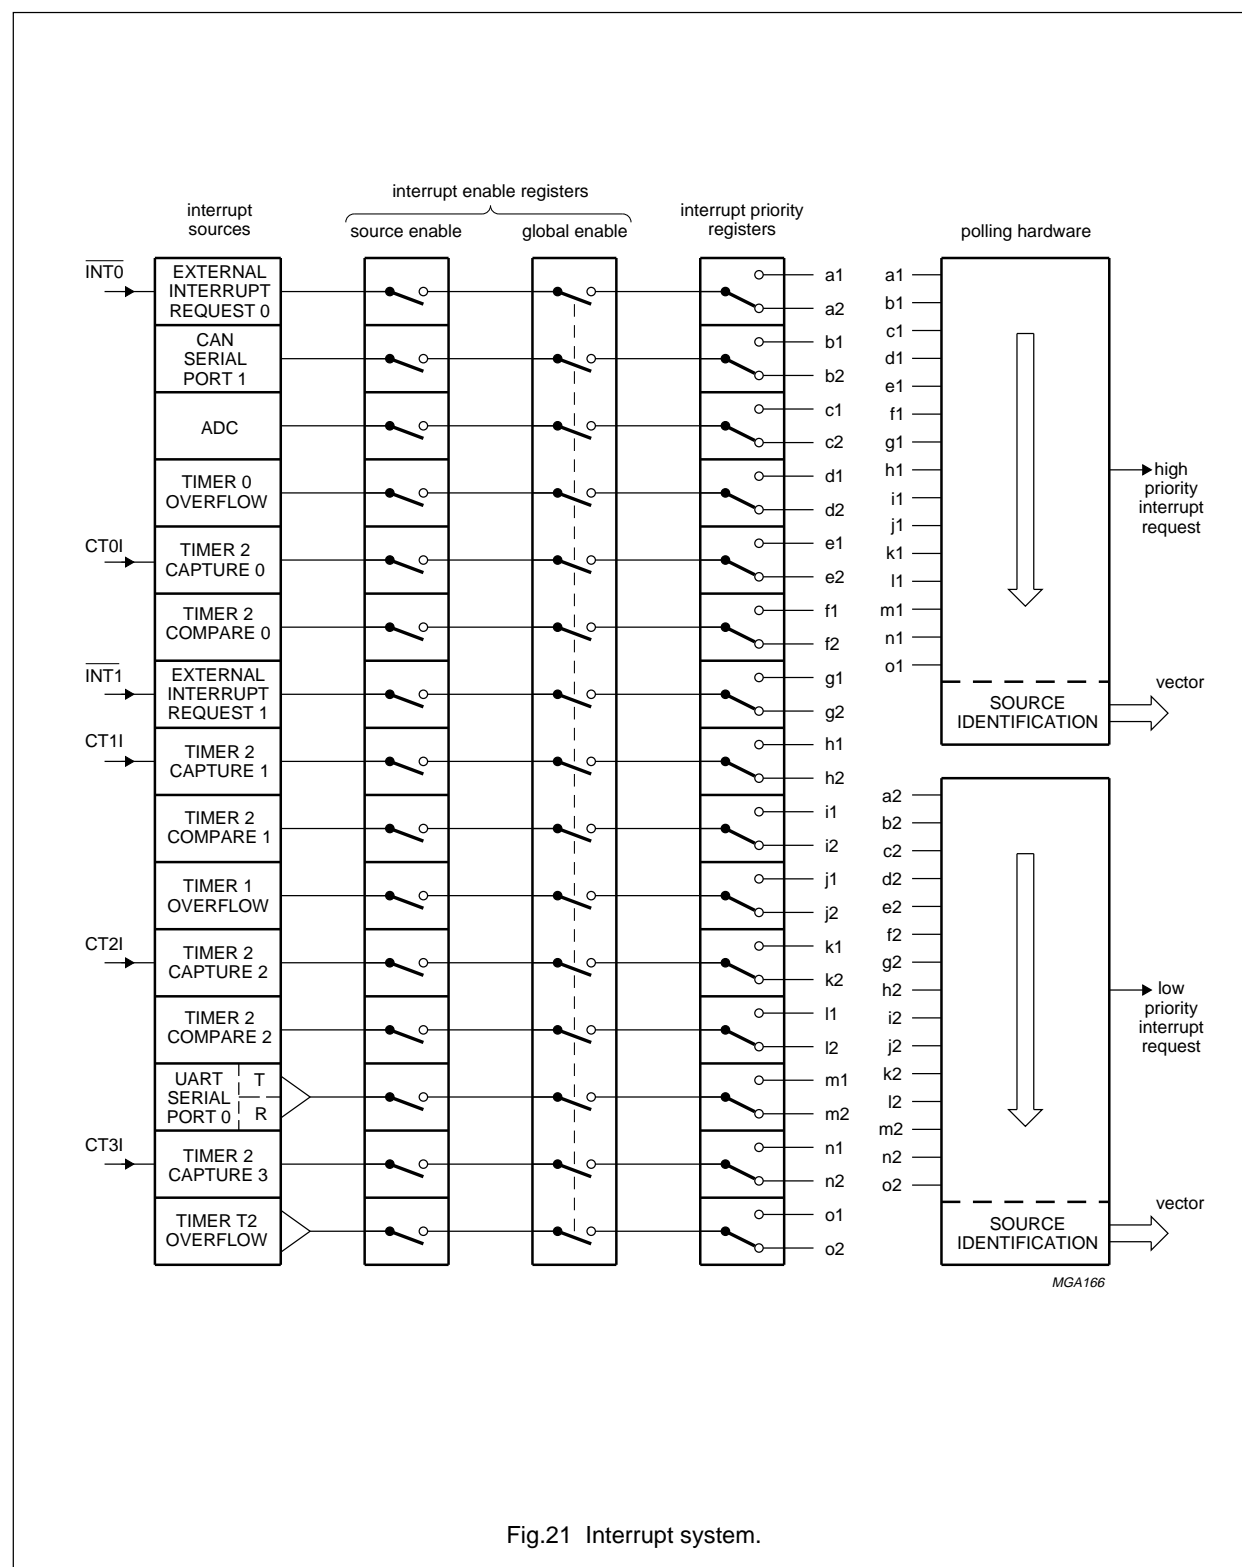 interrupt enable registers
interrupt
sources
source enable
global enable
interrupt priority
registers
polling hardware
INT0
EXTERNAL
INTERRUPT
REQUEST 0
a1
a2
CAN
SERIAL
PORT 1
b1
b2
ADC
c1
c2
TIMER 0
OVERFLOW
d1
d2
CT0I
TIMER 2
CAPTURE 0
e1
e2
TIMER 2
COMPARE 0
f1
f2
INT1
EXTERNAL
INTERRUPT
REQUEST 1
g1
g2
CT1I
TIMER 2
CAPTURE 1
h1
h2
TIMER 2
COMPARE 1
i1
i2
TIMER 1
OVERFLOW
j1
j2
CT2I
TIMER 2
CAPTURE 2
k1
k2
TIMER 2
COMPARE 2
l1
l2
UART
SERIAL
PORT 0
T
R
m1
m2
CT3I
TIMER 2
CAPTURE 3
n1
n2
TIMER T2
OVERFLOW
o1
o2
a1
b1
c1
d1
e1
f1
g1
h1
i1
j1
k1
l1
m1
n1
o1
high
priority
interrupt
request
SOURCE
IDENTIFICATION
vector
a2
b2
c2
d2
e2
f2
g2
h2
i2
j2
k2
l2
m2
n2
o2
low
priority
interrupt
request
SOURCE
IDENTIFICATION
vector
MGA166
Fig.21 Interrupt system.